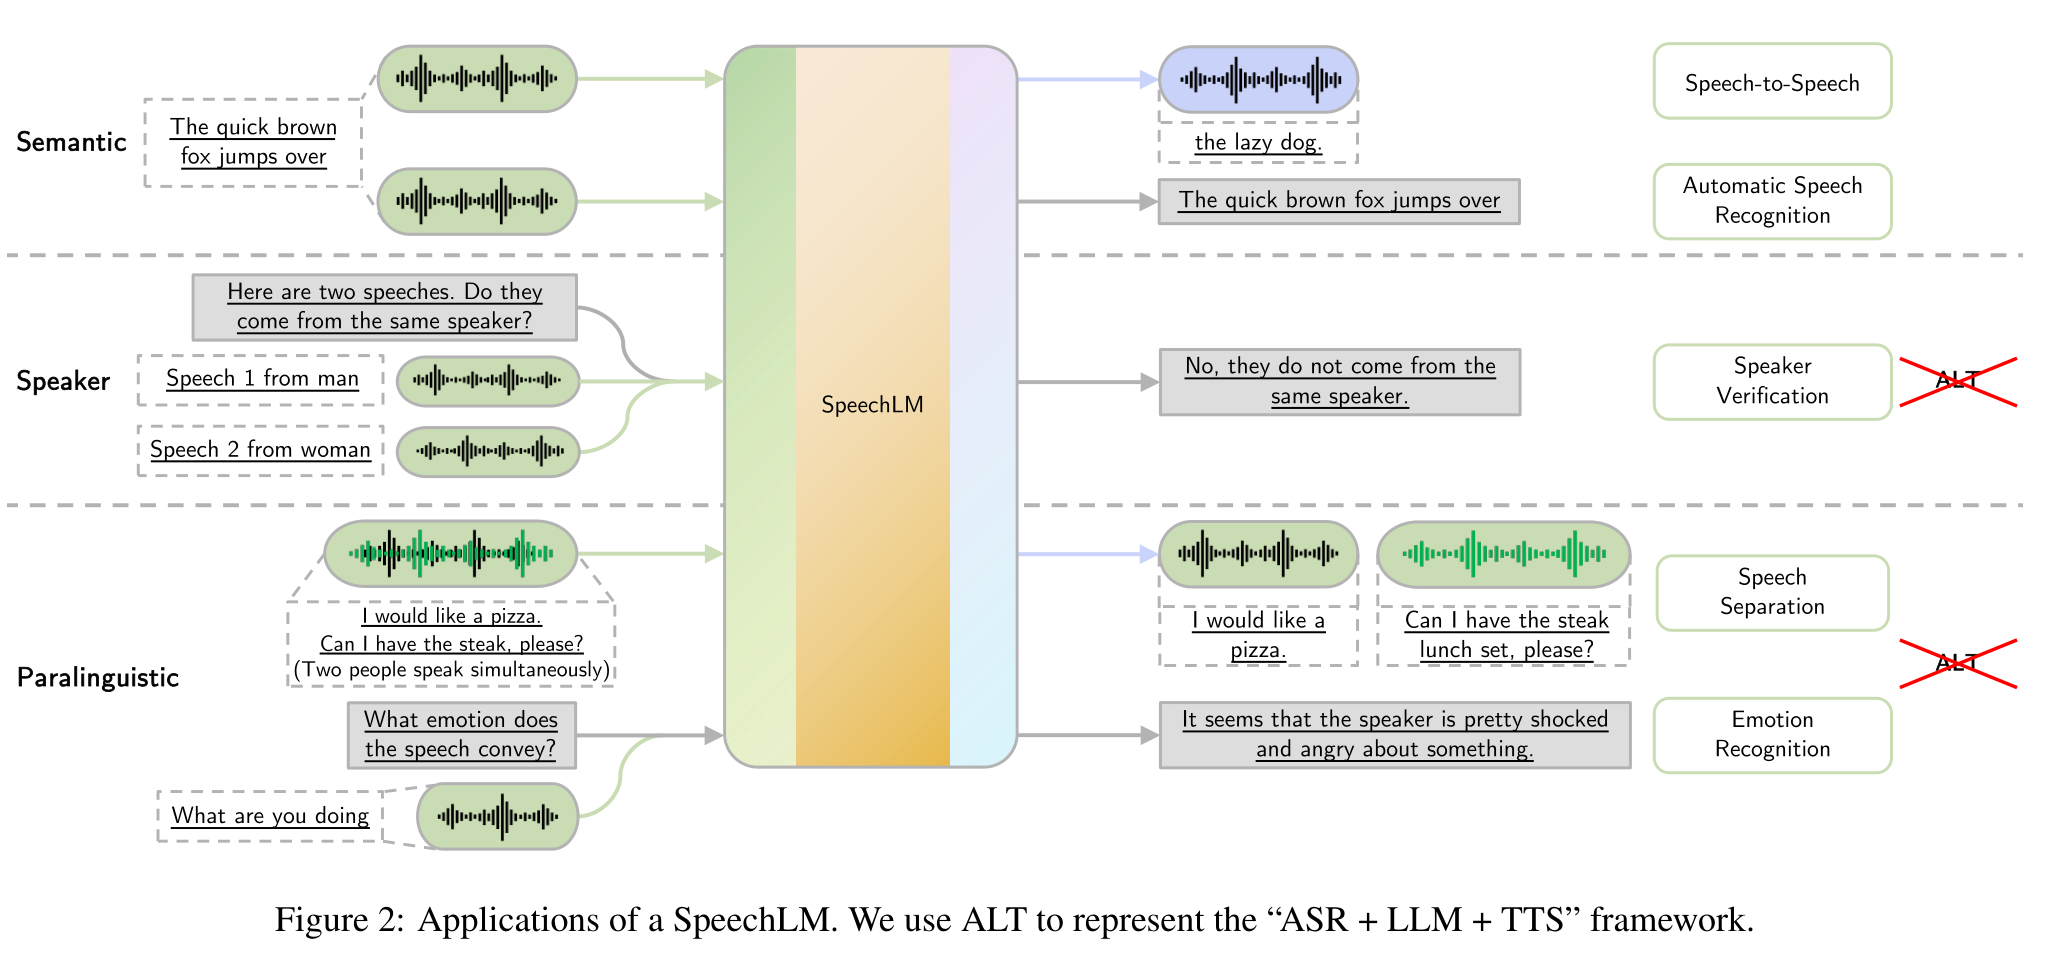 Semantic
The quick brown
fox jumps over
the lazy dog.
The quick brown fox jumps over
Speech-to-Speech
Automatic Speech
Recognition
Speaker
Here are two speeches. Do they
come from the same speaker?
Speech 1 from man
Speech 2 from woman
SpeechLM
No, they do not come from the
same speaker.
Speaker
Verification
ALT
Paralinguistic
I would like a pizza.
Can I have the steak, please?
(Two people speak simultaneously)
What emotion does
the speech convey?
What are you doing
I would like a
pizza.
Can I have the steak
lunch set, please?
It seems that the speaker is pretty shocked
and angry about something.
Speech
Separation
ALT
Emotion
Recognition
Figure 2: Applications of a SpeechLM. We use ALT to represent the “ASR + LLM + TTS” framework.